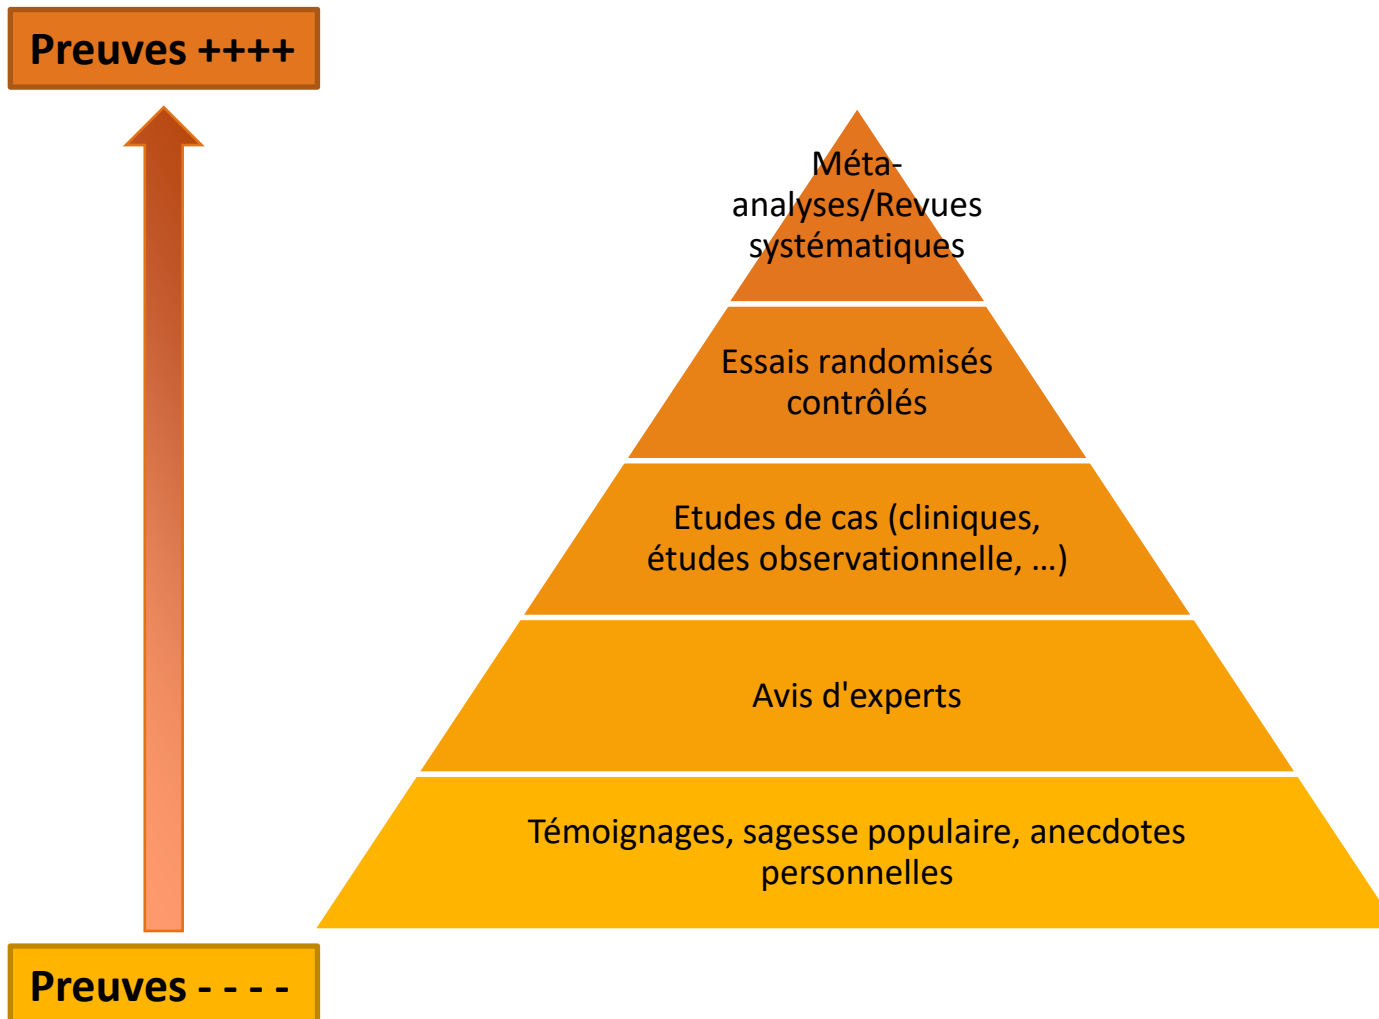 Preuves ++++
Méta-
analyses/Revues
systématiques
Essais randomisés
contrôlés
Etudes de cas (cliniques,
études observationnelle, ...)
Avis d'experts
Témoignages, sagesse populaire, anecdotes
personnelles
Preuves - - - -